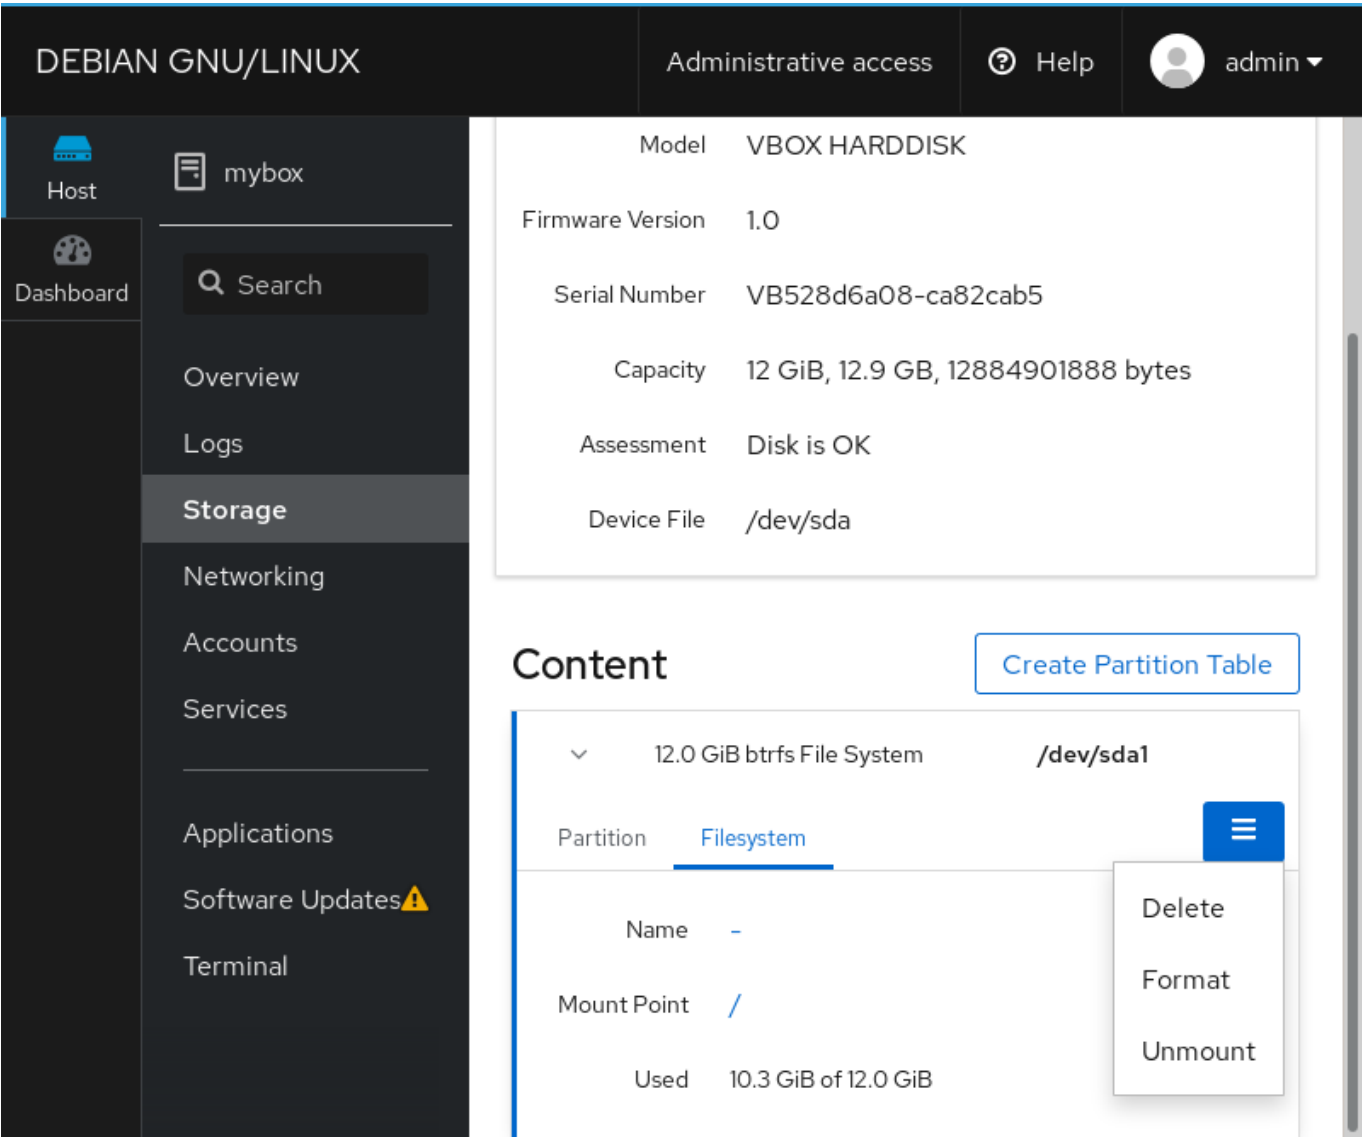 DEBIAN GNU/LINUX
Administrative access
Help
admin
Host
Dashboard
mybox
Search
Overview
Logs
Storage
Networking
Accounts
Services
Applications
Software Updates
Terminal
Model VBOX HARDDISK
Firmware Version 1.0
Serial Number VB528d6a08-ca82cab5
Capacity 12 GiB, 12.9 GB, 12884901888 bytes
Assessment Disk is OK
Device File /dev/sda
Content
Create Partition Table
12.0 GiB btrfs File System /dev/sda1
Partition Filesystem
Name -
Mount Point /
Used 10.3 GiB of 12.0 GiB
Delete
Format
Unmount